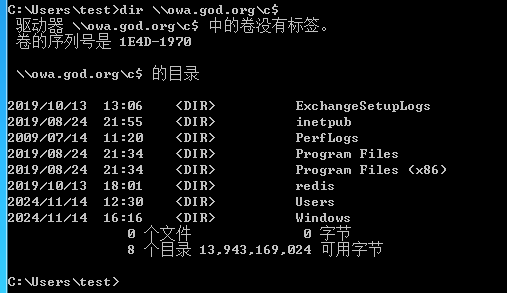 C:\Users\test>dir \\owa.god.org\c$
驱动器 \\owa.god.org\c$ 中的卷没有标签。
卷的序列号是 1E4D-1970
\\owa.god.org\c$ 的目录
2019/10/13  13:06    <DIR>          ExchangeSetupLogs
2019/08/24  21:55    <DIR>          inetpub
2009/07/14  11:20    <DIR>          PerfLogs
2019/08/24  21:34    <DIR>          Program Files
2019/08/24  21:34    <DIR>          Program Files (x86)
2019/10/13  18:01    <DIR>          redis
2024/11/14  12:30    <DIR>          Users
2024/11/14  16:16    <DIR>          Windows
0 个文件              0 字节
8 个目录 13,943,169,024 可用字节
C:\Users\test>